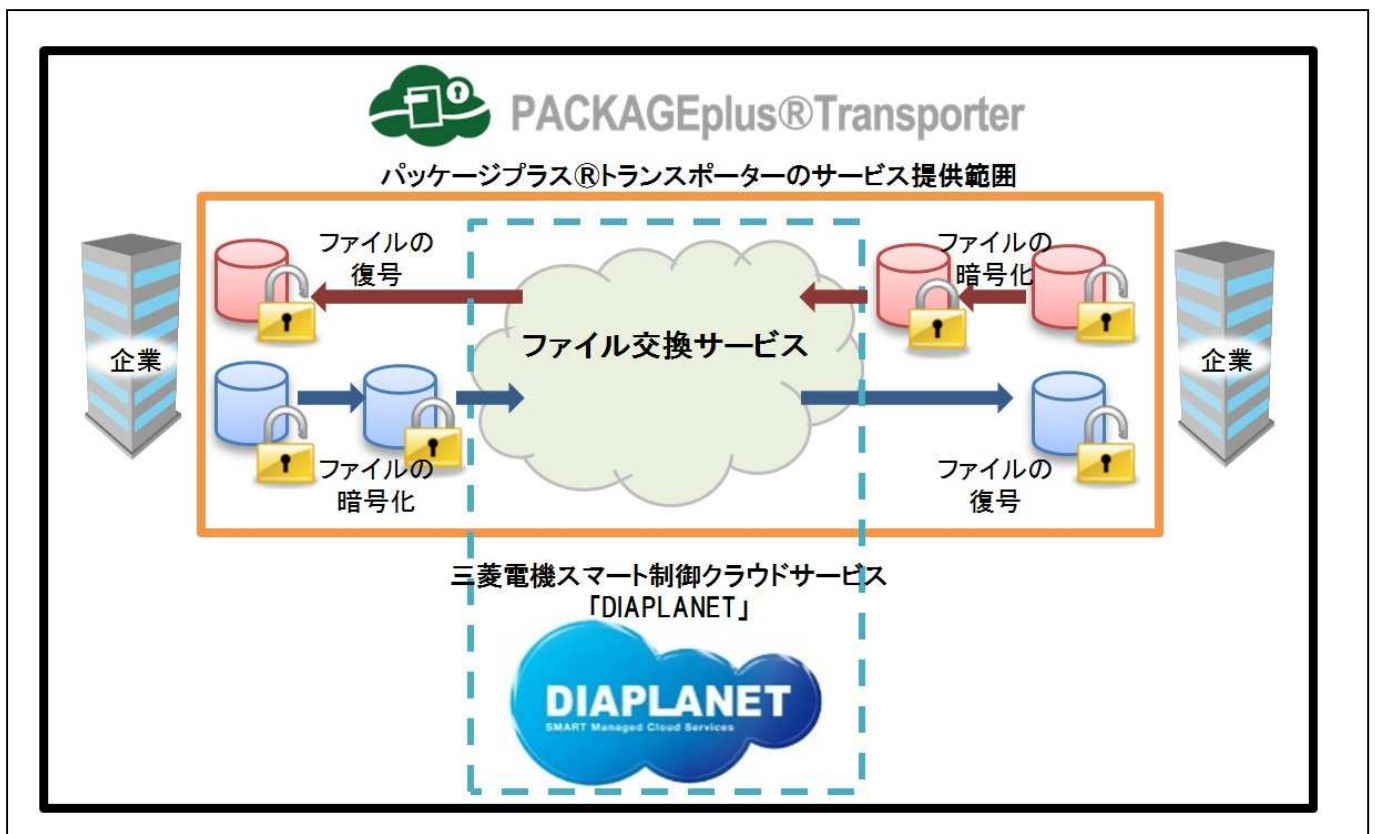 PACKAGEplus®Transporter
パッケージプラス®トランスポーターのサービス提供範囲
ファイルの
復号
ファイルの
暗号化
ファイル交換サービス
企業
企業
ファイルの
暗号化
ファイルの
復号
三菱電機スマート制御クラウドサービス
「DIAPLANET」
DIAPLANET
SMART Managed Cloud Services